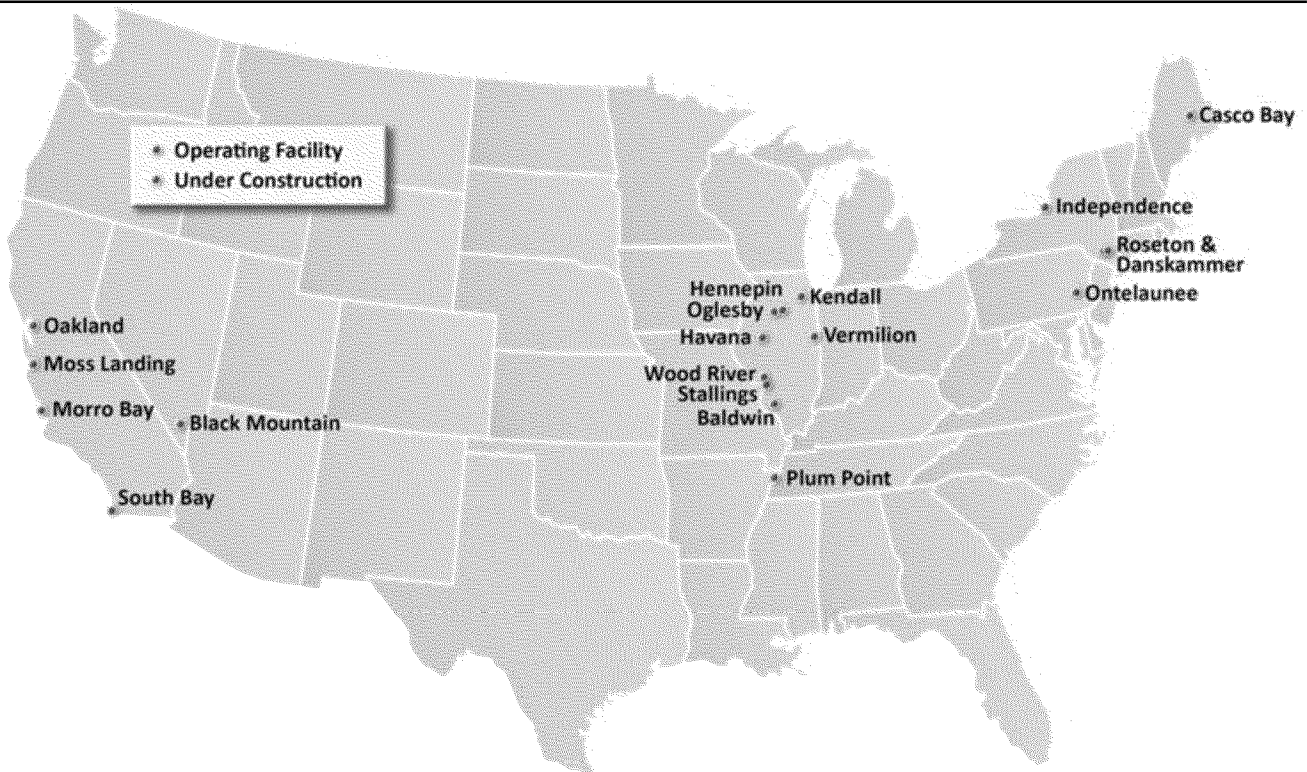 Operating Facility
Under Construction
Casco Bay
Independence
Roseton &
Danskammer
Ontelaunee
Hennepin
Oglesby
Kendall
Havana
Vermilion
Wood River
Stallings
Baldwin
Plum Point
Oakland
Moss Landing
Morro Bay
Black Mountain
South Bay